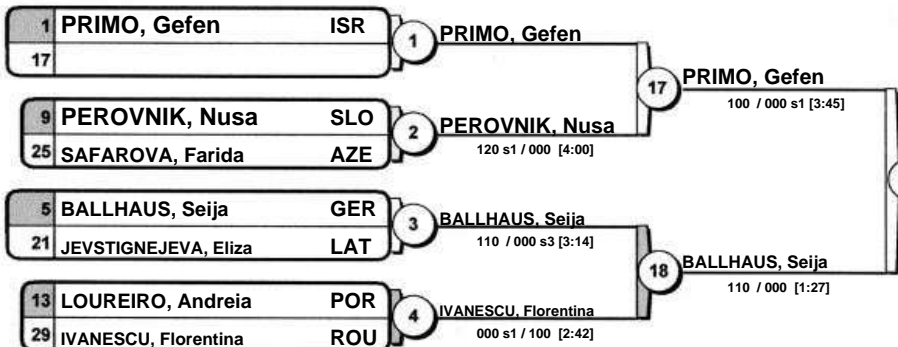 1 PRIMO, Gefen ISR
17
1
PRIMO, Gefen
9 PEROVNIK, Nusa SLO
25 SAFAROVA, Farida AZE
2
PEROVNIK, Nusa
120 s1 / 000 [4:00]
17
PRIMO, Gefen
100 / 000 s1 [3:45]
5 BALLHAUS, Seija GER
21 JEVSTIGNEJEVA, Eliza LAT
3
BALLHAUS, Seija
110 / 000 s3 [3:14]
13 LOUREIRO, Andreia POR
29 IVANESCU, Florentina ROU
4
IVANESCU, Florentina
000 s1 / 100 [2:42]
18
BALLHAUS, Seija
110 / 000 [1:27]